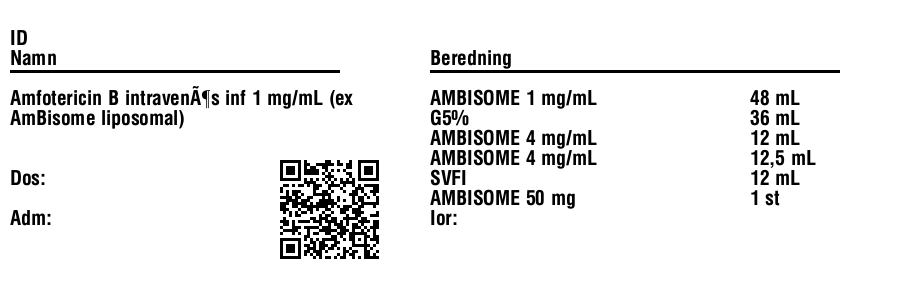 ID
Namn
Beredning
Amfotericin B intravenÃ¶s inf 1 mg/mL (ex
AmBisome liposomal)
AMBISOME 1 mg/mL 48 mL
G5% 36 mL
AMBISOME 4 mg/mL 12 mL
AMBISOME 4 mg/mL 12,5 mL
SVFI 12 mL
AMBISOME 50 mg 1 st
Ior:
Dos:
Adm: